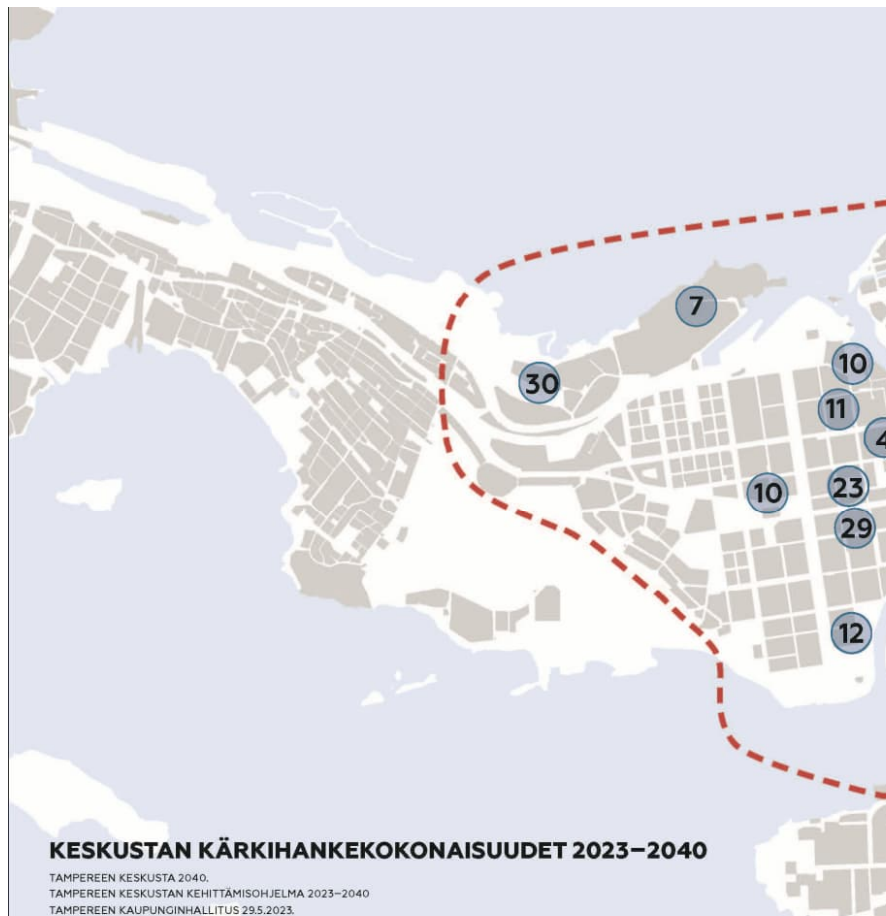 7
10
30
11
4
10
23
29
12
KESKUSTAN KÄRKIHANKEKOKONAISUUDET 2023–2040
TAMPEREEN KESKUSTA 2040.
TAMPEREEN KESKUSTAN KEHITTÄMISOHJELMA 2023–2040
TAMPEREEN KAUPUNGINHALLITUS 29.5.2023.